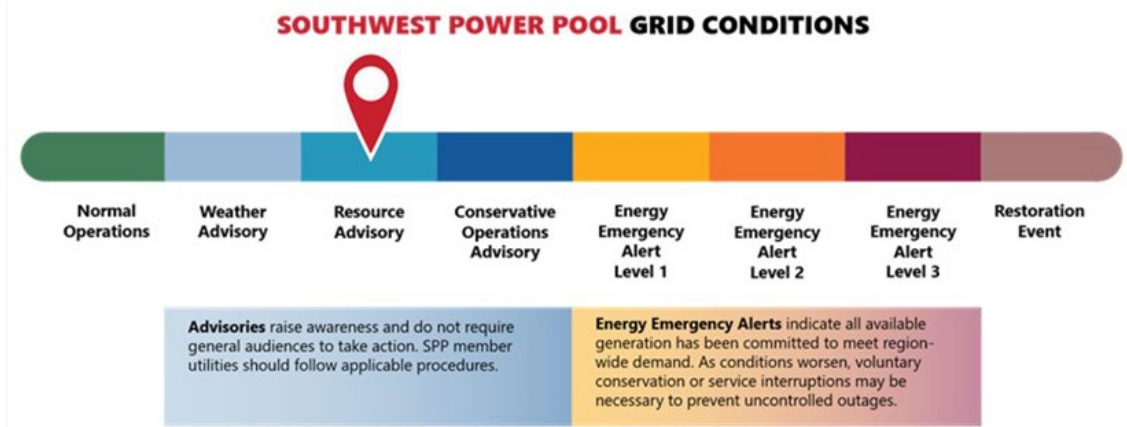 SOUTHWEST POWER POOL GRID CONDITIONS
Normal
Operations
Weather
Advisory
Resource
Advisory
Conservative
Operations
Advisory
Energy
Emergency
Alert
Level 1
Energy
Emergency
Alert
Level 2
Energy
Emergency
Alert
Level 3
Restoration
Event
Advisories raise awareness and do not require
general audiences to take action. SPP member
utilities should follow applicable procedures.
Energy Emergency Alerts indicate all available
generation has been committed to meet region-
wide demand. As conditions worsen, voluntary
conservation or service interruptions may be
necessary to prevent uncontrolled outages.